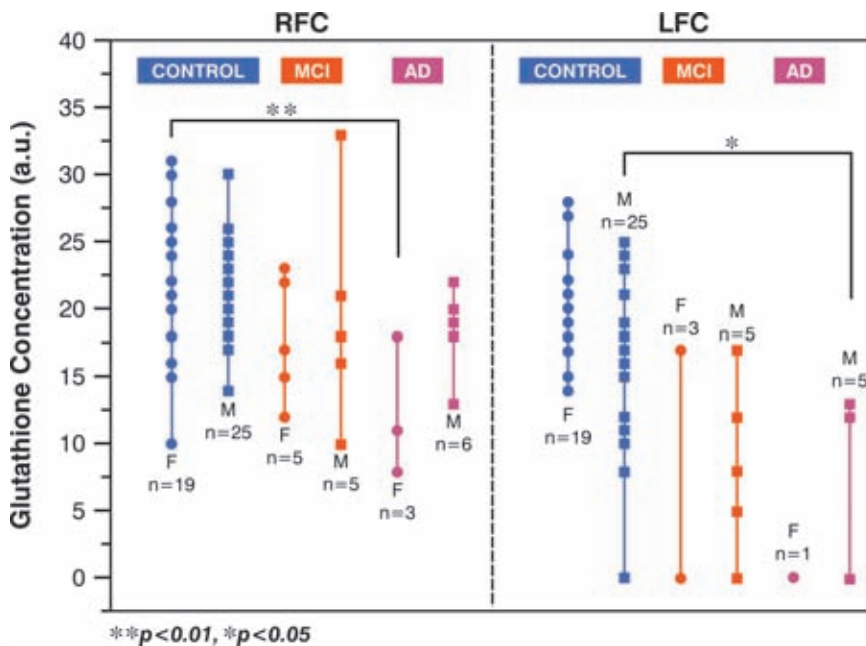 RFC LFC
Glutathione Concentration (a.u.)
40
35
30
25
20
15
10
5
0
CONTROL MCI AD
CONTROL MCI AD
**
*
F
n=19
M
n=25
F
n=5
M
n=5
F
n=3
M
n=6
F
n=19
M
n=25
F
n=3
M
n=5
F
n=1
M
n=5
**p<0.01, *p<0.05